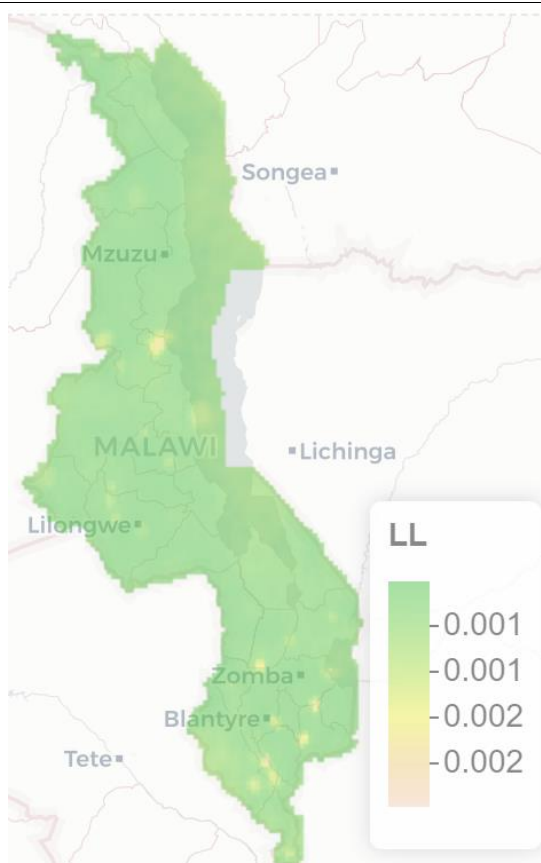 Songea
Mzuzu
MALAWI
Lichinga
Lilongwe
LL
0.001
0.001
0.002
0.002
Zomba
Blantyre
Tete